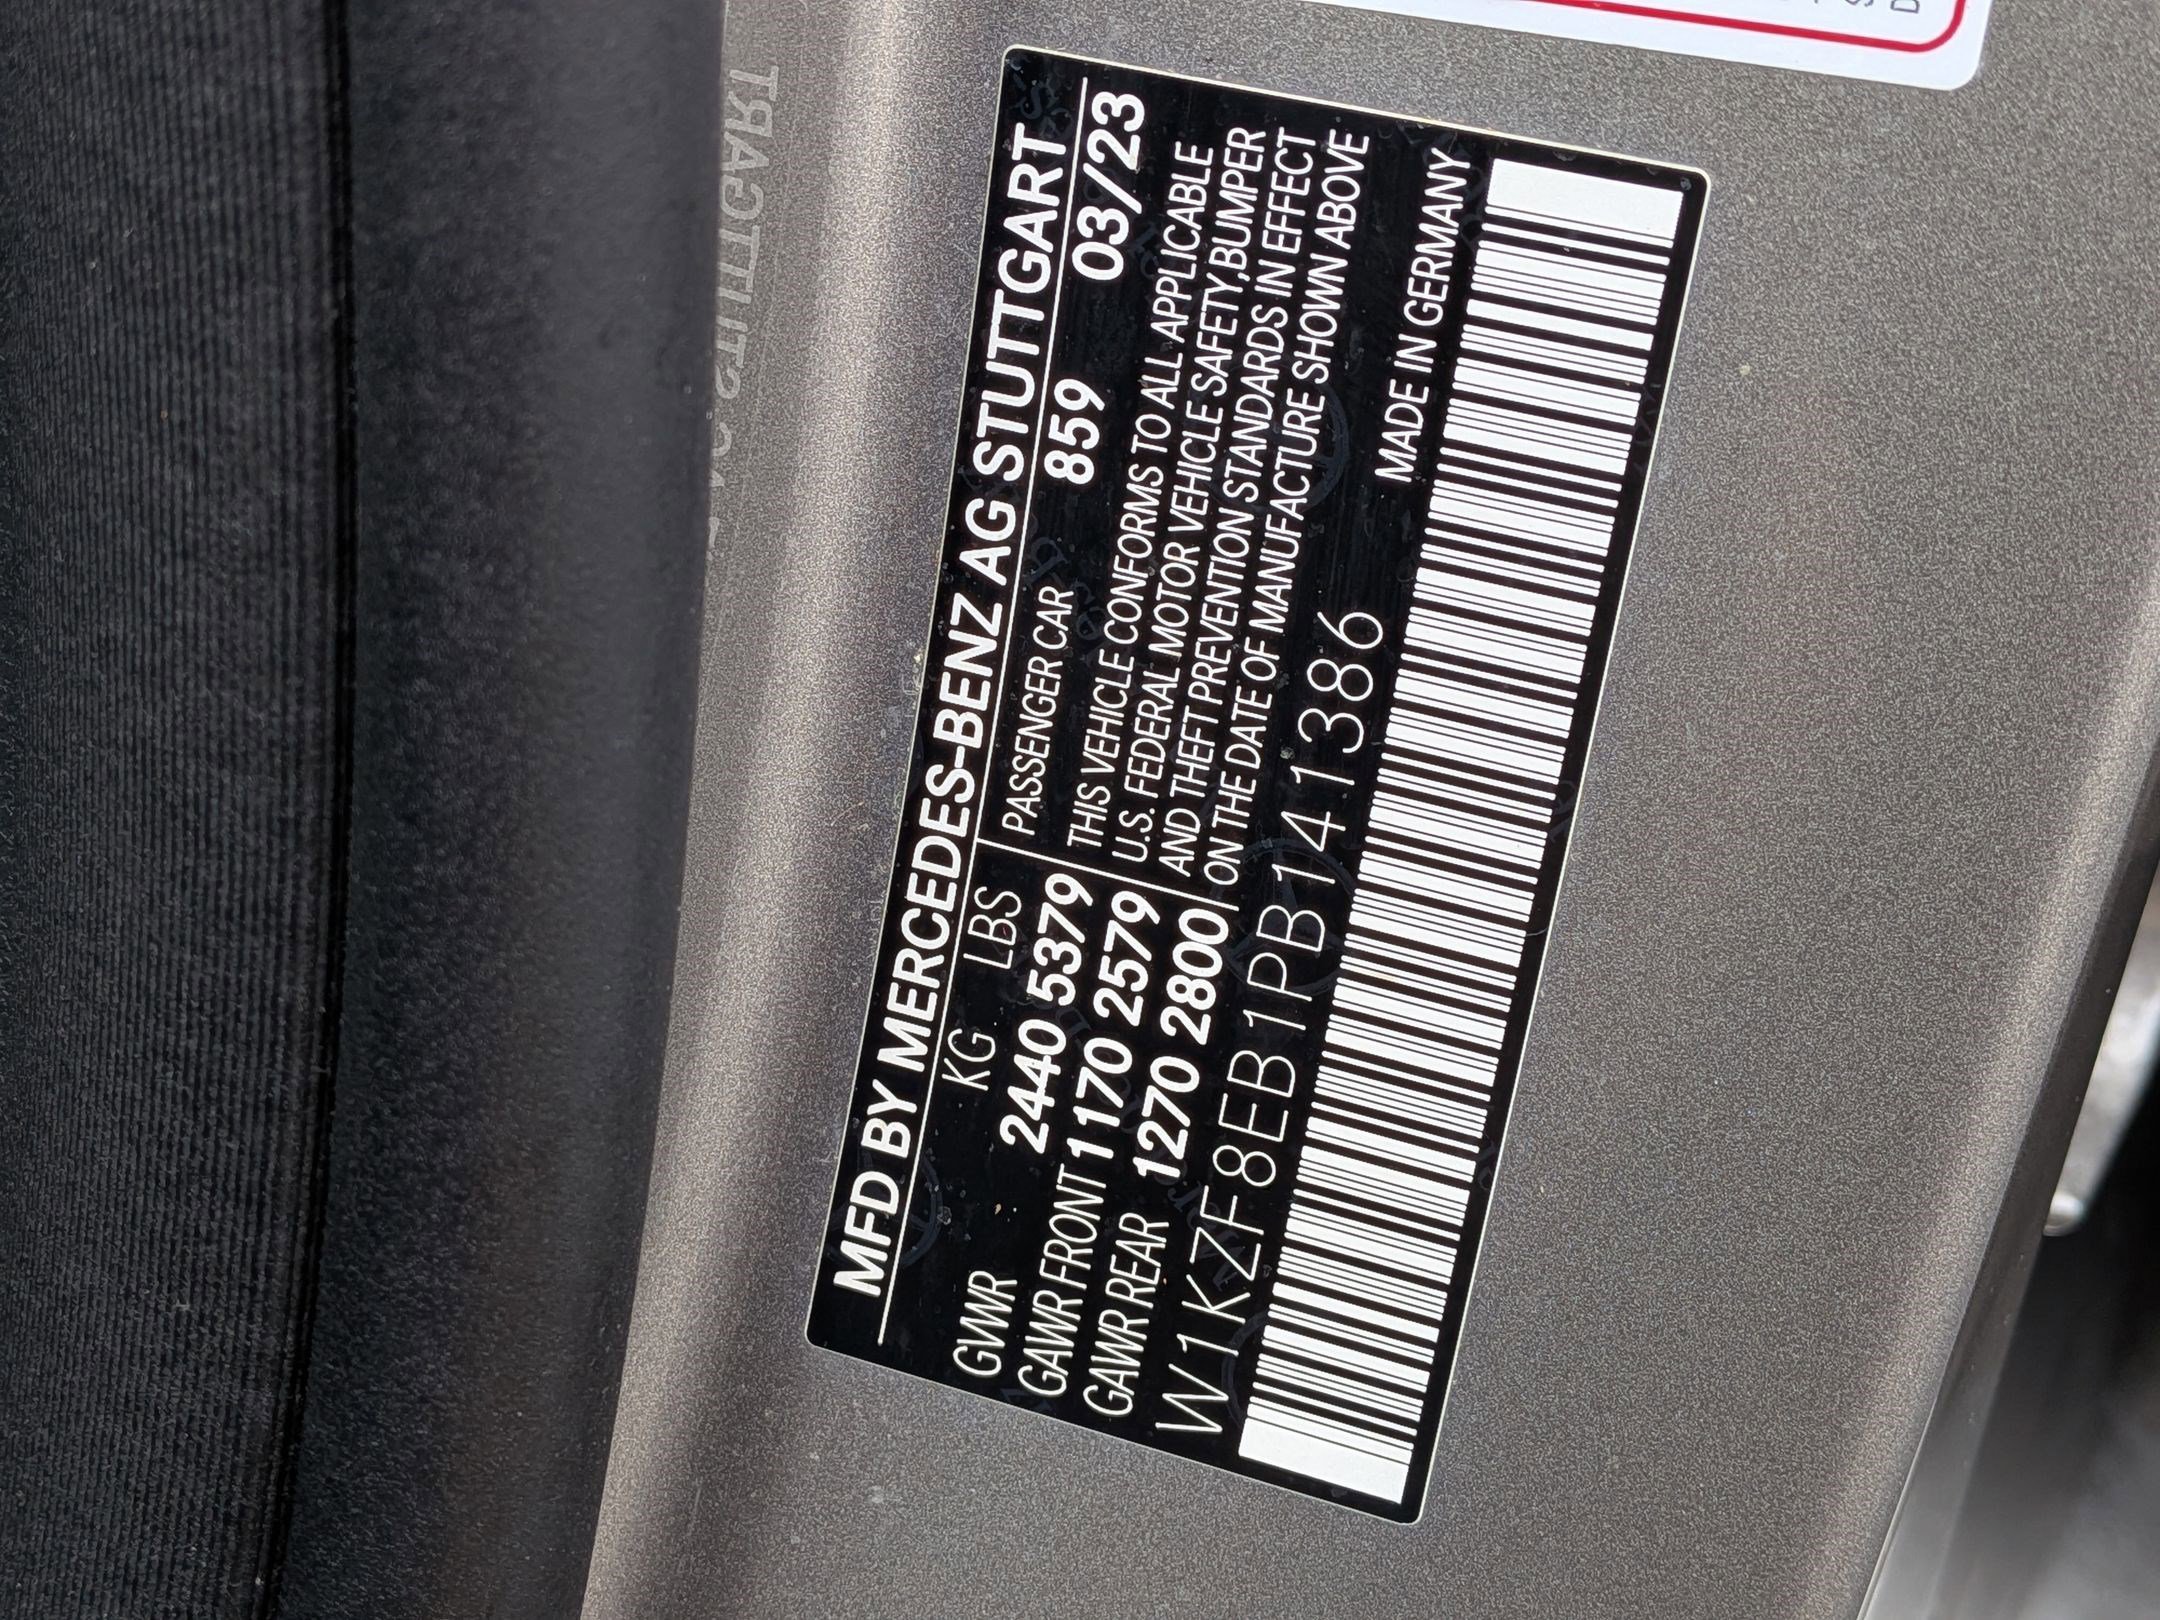 MFD BY MERCEDES-BENZ AG STUTTGART
KG LBS PASSENGER CAR 859 03/23
GVWR 2440 5379
GAWR FRONT 1170 2579
GAWR REAR 1270 2800
THIS VEHICLE CONFORMS TO ALL APPLICABLE
U.S. FEDERAL MOTOR VEHICLE SAFETY,BUMPER
AND THEFT PREVENTION STANDARDS IN EFFECT
ON THE DATE OF MANUFACTURE SHOWN ABOVE
W1KZF8EB1PB141386
MADE IN GERMANY